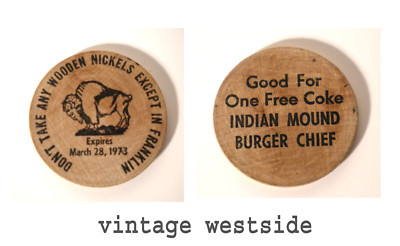 DON'T TAKE ANY WOODEN NICKELS EXCEPT IN FRANKLIN
Expires
March 28, 1973
Good For
One Free Coke
INDIAN MOUND
BURGER CHIEF
vintage westside